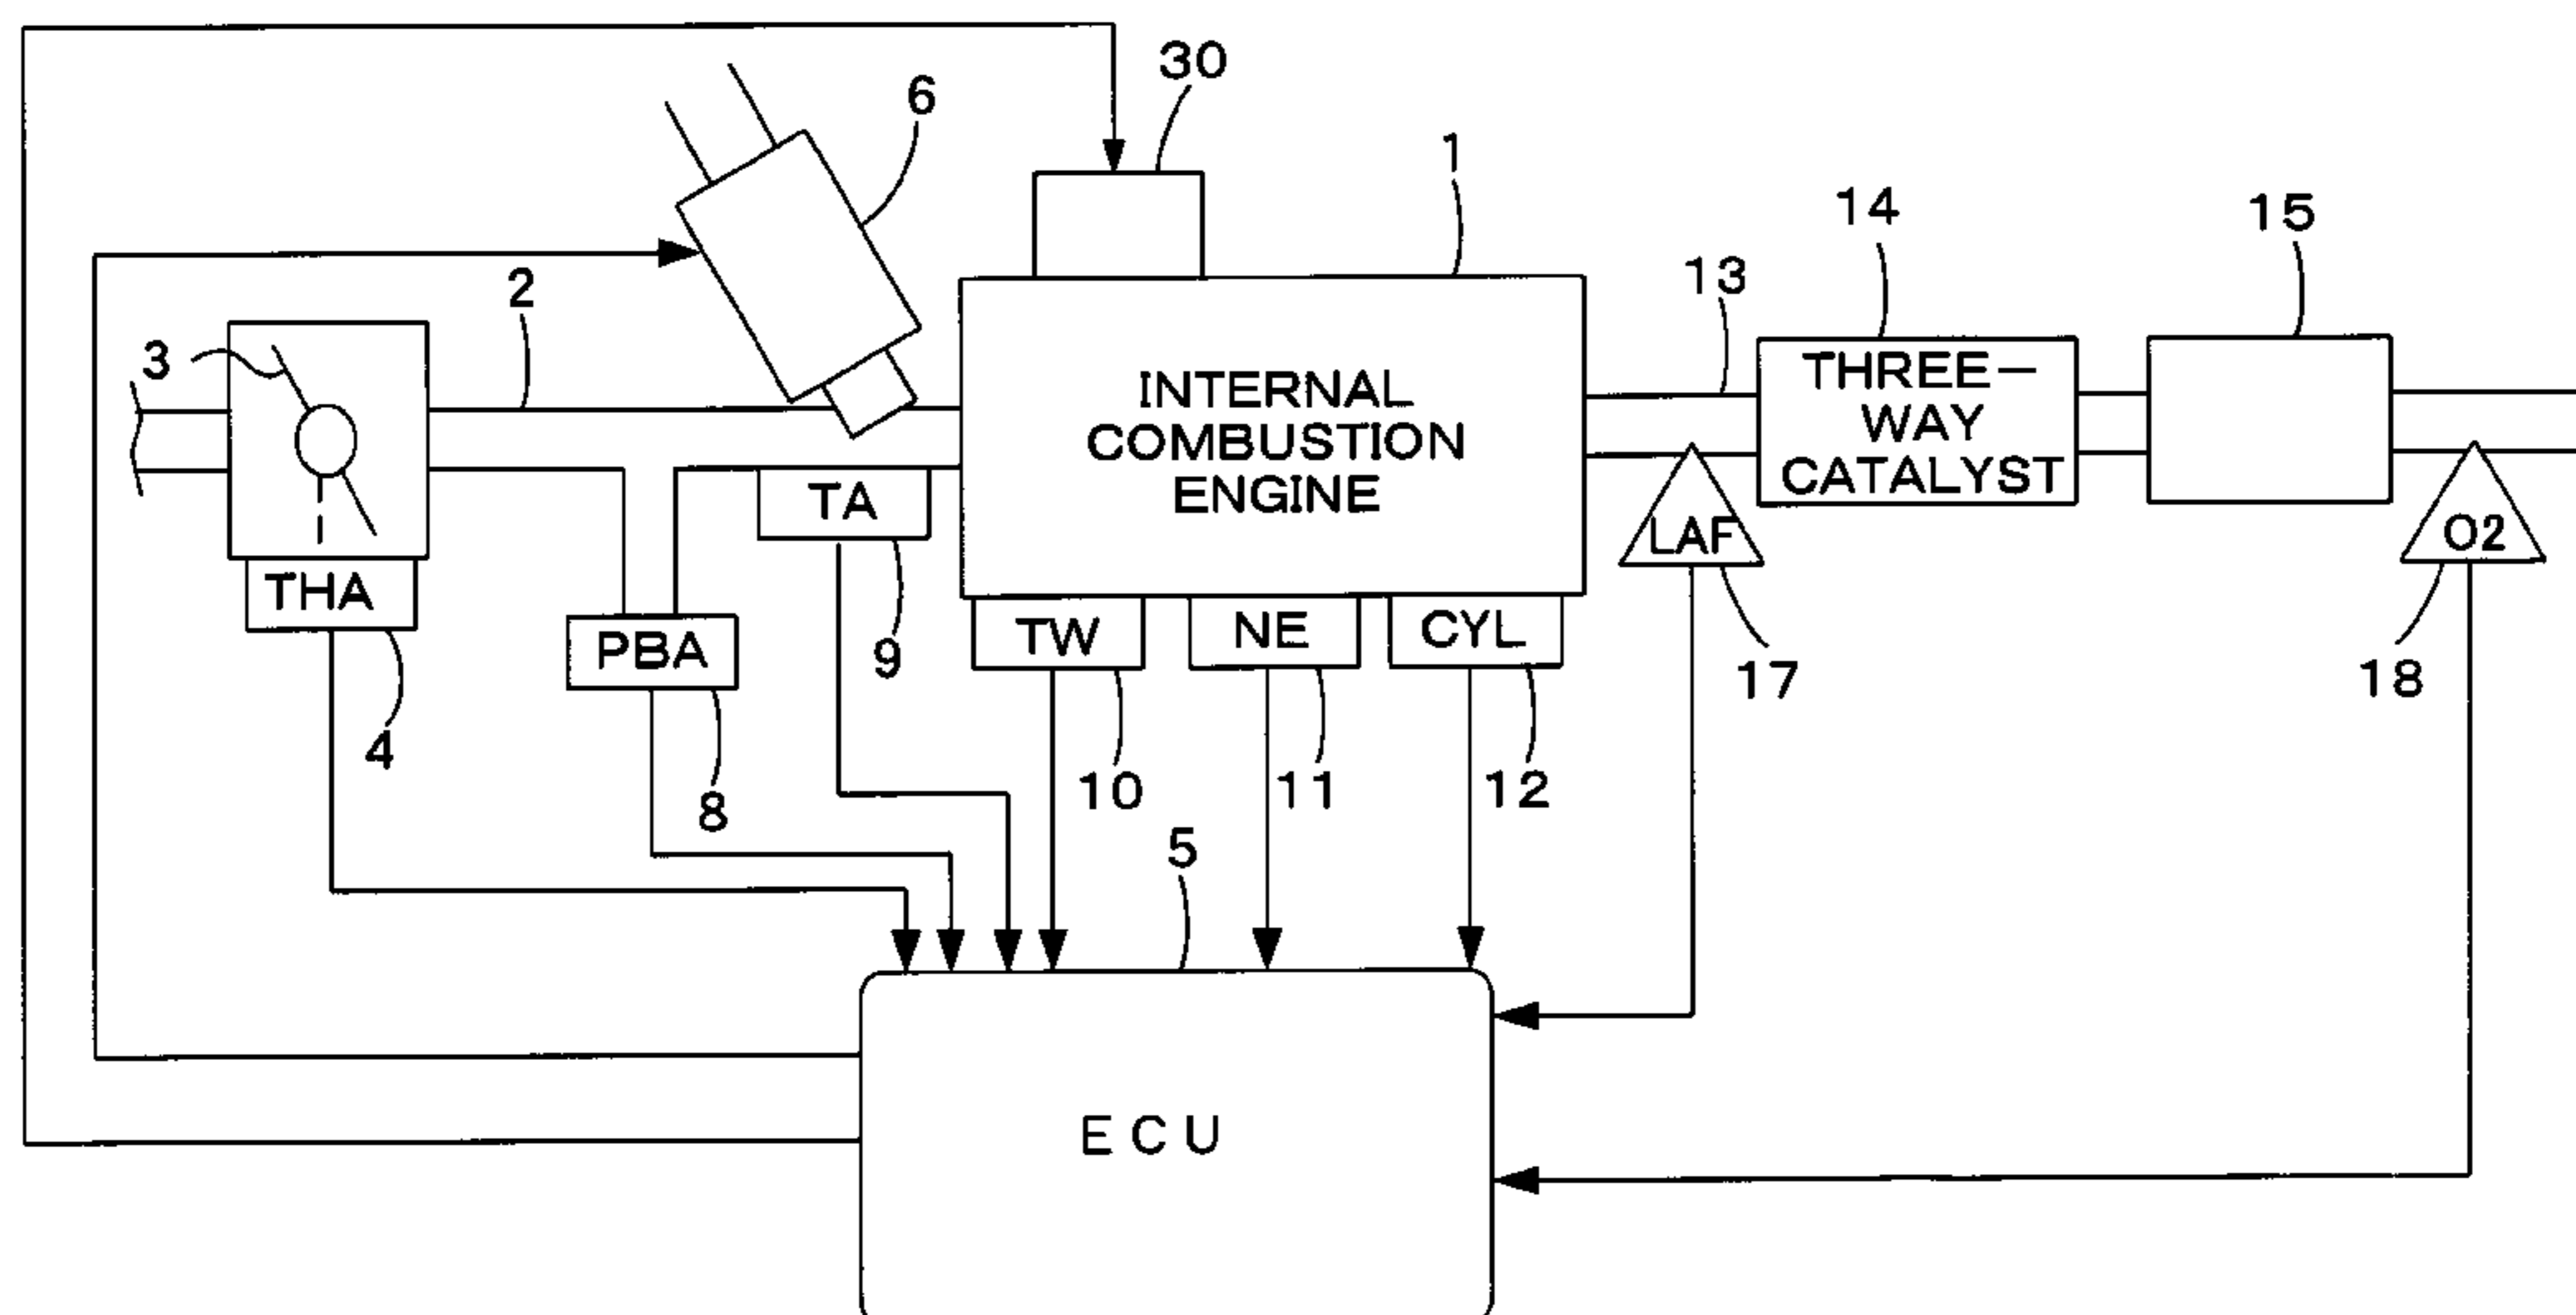 30
6
1
14
15
2
13
3
INTERNAL
COMBUSTION
ENGINE
THREE-
WAY
CATALYST
TA
LAF
O2
THA
PBA
TW
NE
CYL
9
17
18
4
8
10
11
12
5
ECU